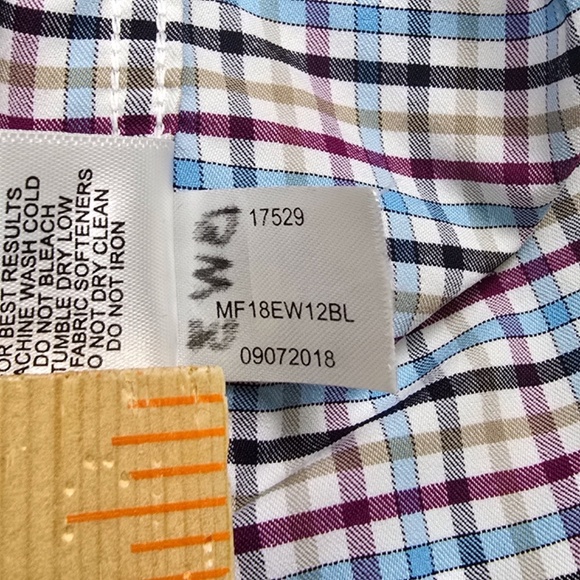 OR BEST RESULTS
ACHINE WASH COLD
DO NOT BLEACH
TUMBLE DRY LOW
FABRIC SOFTENERS
O NOT DRY CLEAN
DO NOT IRON
17529
MF18EW12BL
09072018